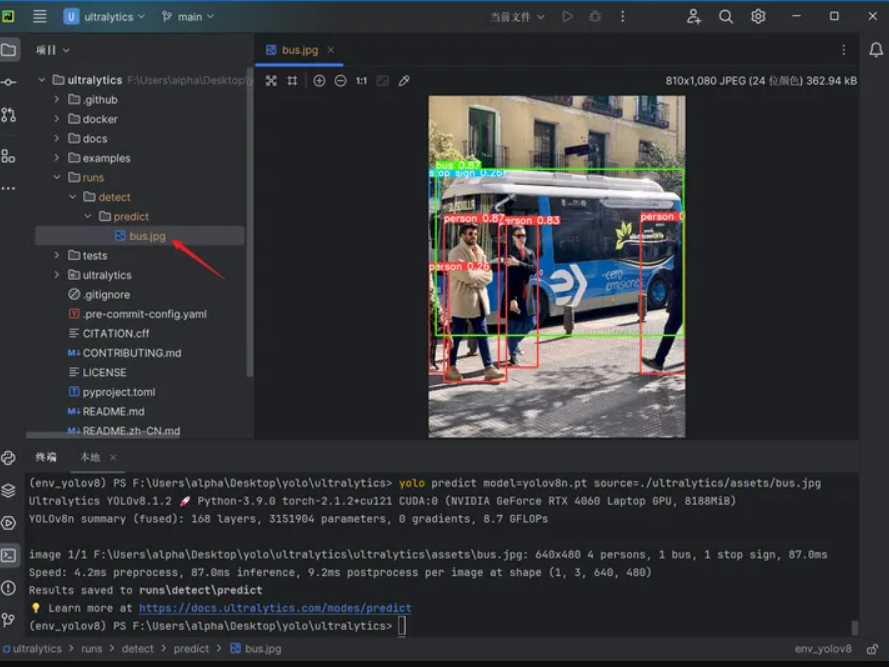 U ultralytics main 当前文件
项目
bus.jpg
ultralytics F:\Users\alpha\Desktop\y
1:1
810x1,080 JPEG (24 位颜色) 362.94 kB
.github
docker
docs
examples
runs
detect
predict
bus.jpg
tests
ultralytics
.gitignore
.pre-commit-config.yaml
CITATION.cff
CONTRIBUTING.md
LICENSE
pyproject.toml
README.md
README.zh-CN.md
bus 0.87
op sign 0.26
person 0.87
person 0.83
person 0
person 0.26
cero
emisiones
终端 本地
(env_yolov8) PS F:\Users\alpha\Desktop\yolo\ultralytics> yolo predict model=yolov8n.pt source=./ultralytics/assets/bus.jpg
Ultralytics YOLOv8.1.2 🚀 Python-3.9.0 torch-2.1.2+cu121 CUDA:0 (NVIDIA GeForce RTX 4060 Laptop GPU, 8188MiB)
YOLOv8n summary (fused): 168 layers, 3151904 parameters, 0 gradients, 8.7 GFLOPs
image 1/1 F:\Users\alpha\Desktop\yolo\ultralytics\ultralytics\assets\bus.jpg: 640x480 4 persons, 1 bus, 1 stop sign, 87.0ms
Speed: 4.2ms preprocess, 87.0ms inference, 9.2ms postprocess per image at shape (1, 3, 640, 480)
Results saved to runs\detect\predict
💡 Learn more at https://docs.ultralytics.com/modes/predict
(env_yolov8) PS F:\Users\alpha\Desktop\yolo\ultralytics>
ultralytics > runs > detect > predict > bus.jpg
env_yolov8